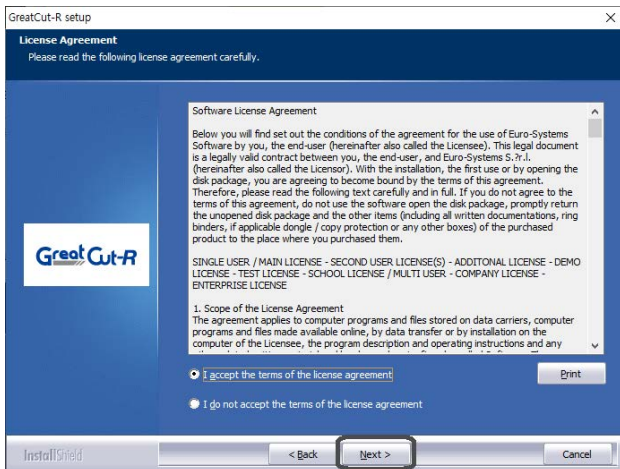 GreatCut-R setup
License Agreement
Please read the following license agreement carefully.
Software License Agreement
Below you will find set out the conditions of the agreement for the use of Euro-Systems
Software by you, the end-user (hereinafter also called the Licensee). This legal document
is a legally valid contract between you, the end-user, and Euro-Systems S.?r.l.
(hereinafter also called the Licensor). With the installation, the first use or by opening the
disk package, you are agreeing to become bound by the terms of this agreement.
Therefore, please read the following text carefully and in full. If you do not agree to the
terms of this agreement, do not use the software open the disk package, promptly return
the unopened disk package and the other items (including all written documentations, ring
binders, if applicable dongle / copy protection or any other boxes) of the purchased
product to the place where you purchased them.
SINGLE USER / MAIN LICENSE - SECOND USER LICENSE(S) - ADDITONAL LICENSE - DEMO
LICENSE - TEST LICENSE - SCHOOL LICENSE / MULTI USER - COMPANY LICENSE -
ENTERPRISE LICENSE
1. Scope of the License Agreement
The agreement applies to computer programs and files stored on data carriers, computer
programs and files made available online, by data transfer or by installation on the
computer of the Licensee, the program description and operating instructions and any
Great Cut-R
I accept the terms of the license agreement
Print
I do not accept the terms of the license agreement
InstallShield
< Back
Next >
Cancel